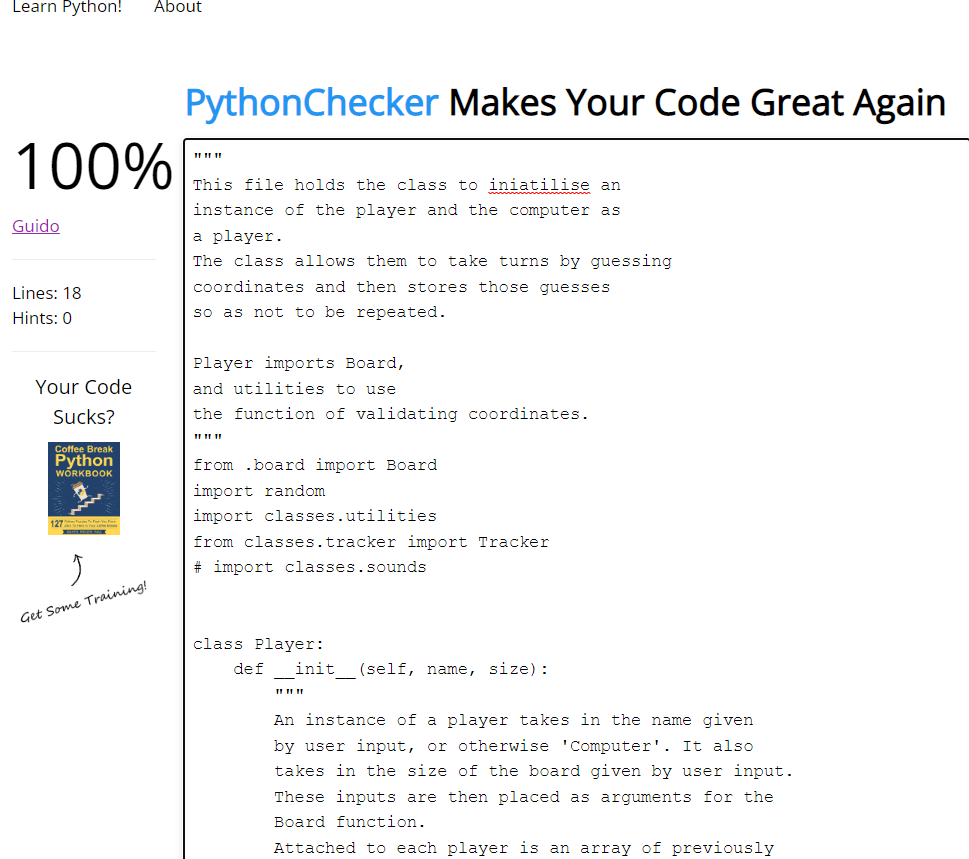 Learn Python! About
PythonChecker Makes Your Code Great Again
100%
Guido
Lines: 18
Hints: 0
Your Code
Sucks?
Coffee Break
Python
WORKBOOK
127
Get Some Training!
"""
This file holds the class to iniatilise an
instance of the player and the computer as
a player.
The class allows them to take turns by guessing
coordinates and then stores those guesses
so as not to be repeated.
Player imports Board,
and utilities to use
the function of validating coordinates.
"""
from .board import Board
import random
import classes.utilities
from classes.tracker import Tracker
# import classes.sounds
class Player:
def __init__(self, name, size):
"""
An instance of a player takes in the name given
by user input, or otherwise 'Computer'. It also
takes in the size of the board given by user input.
These inputs are then placed as arguments for the
Board function.
Attached to each player is an array of previously